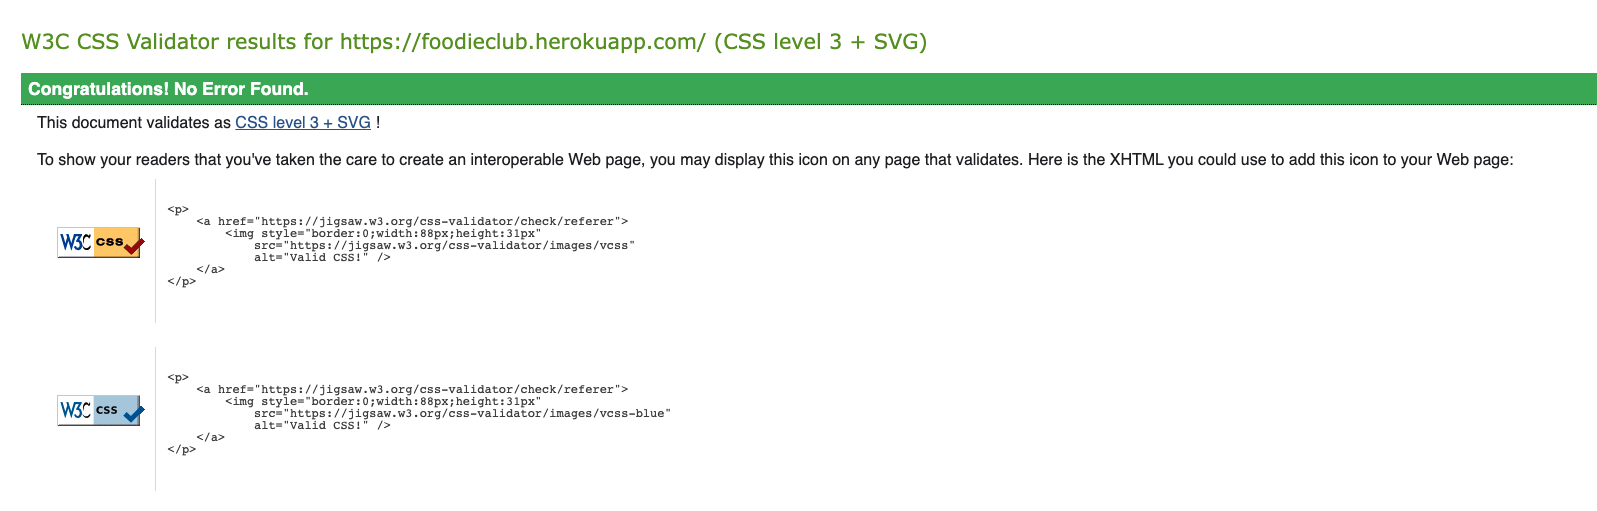 W3C CSS Validator results for https://foodieclub.herokuapp.com/ (CSS level 3 + SVG)
Congratulations! No Error Found.
This document validates as CSS level 3 + SVG !
To show your readers that you've taken the care to create an interoperable Web page, you may display this icon on any page that validates. Here is the XHTML you could use to add this icon to your Web page:
W3C css
<p>
    <a href="https://jigsaw.w3.org/css-validator/check/referer">
        <img style="border:0;width:88px;height:31px"
            src="https://jigsaw.w3.org/css-validator/images/vcss"
            alt="Valid CSS!" />
    </a>
</p>
W3C css
<p>
    <a href="https://jigsaw.w3.org/css-validator/check/referer">
        <img style="border:0;width:88px;height:31px"
            src="https://jigsaw.w3.org/css-validator/images/vcss-blue"
            alt="Valid CSS!" />
    </a>
</p>